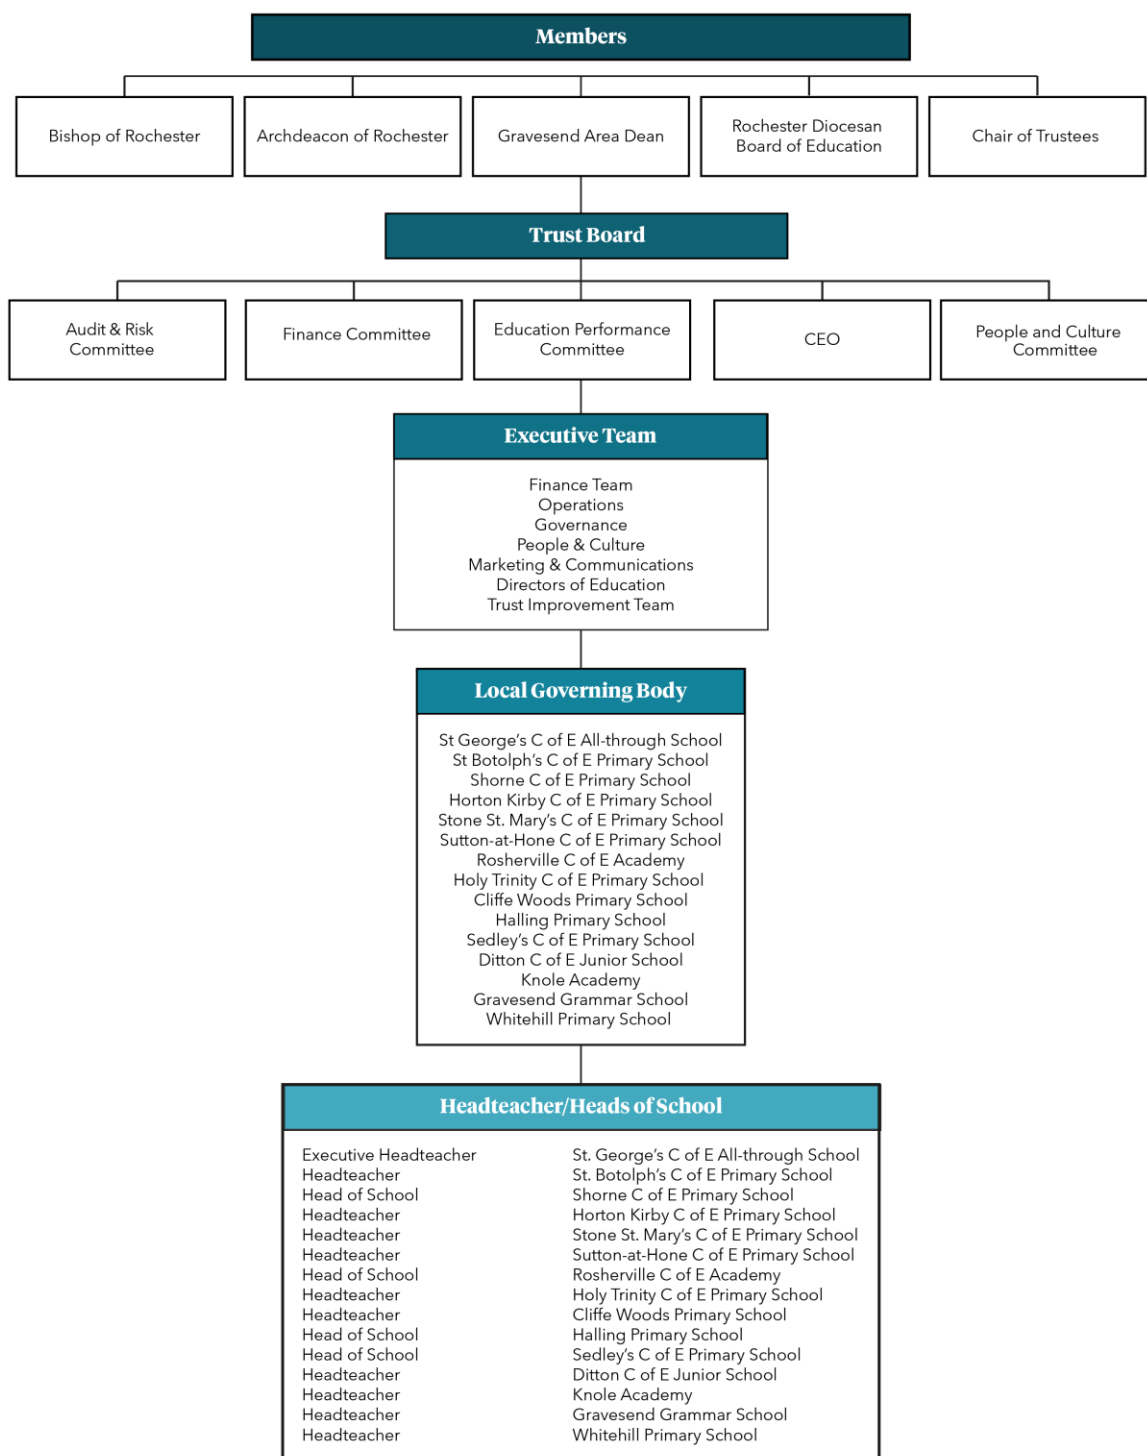 Members
Bishop of Rochester
Archdeacon of Rochester
Gravesend Area Dean
Rochester Diocesan
Board of Education
Chair of Trustees
Trust Board
Audit & Risk
Committee
Finance Committee
Education Performance
Committee
CEO
People and Culture
Committee
Executive Team
Finance Team
Operations
Governance
People & Culture
Marketing & Communications
Directors of Education
Trust Improvement Team
Local Governing Body
St George's C of E All-through School
St Botolph's C of E Primary School
Shorne C of E Primary School
Horton Kirby C of E Primary School
Stone St. Mary's C of E Primary School
Sutton-at-Hone C of E Primary School
Rosherville C of E Academy
Holy Trinity C of E Primary School
Cliffe Woods Primary School
Halling Primary School
Sedley's C of E Primary School
Ditton C of E Junior School
Knole Academy
Gravesend Grammar School
Whitehill Primary School
Headteacher/Heads of School
Executive Headteacher St. George's C of E All-through School
Headteacher St. Botolph's C of E Primary School
Head of School Shorne C of E Primary School
Headteacher Horton Kirby C of E Primary School
Headteacher Stone St. Mary's C of E Primary School
Headteacher Sutton-at-Hone C of E Primary School
Head of School Rosherville C of E Academy
Headteacher Holy Trinity C of E Primary School
Headteacher Cliffe Woods Primary School
Head of School Halling Primary School
Head of School Sedley's C of E Primary School
Headteacher Ditton C of E Junior School
Headteacher Knole Academy
Headteacher Gravesend Grammar School
Headteacher Whitehill Primary School